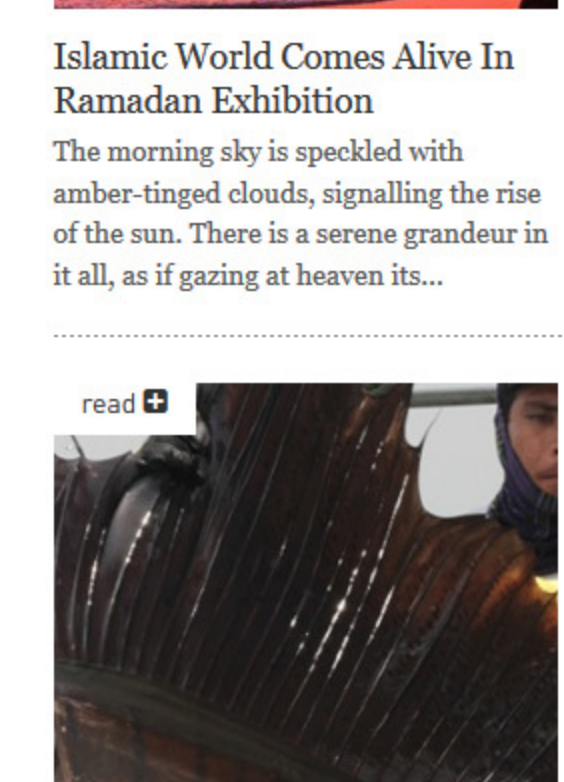 Islamic World Comes Alive In
Ramadan Exhibition
The morning sky is speckled with
amber-tinged clouds, signalling the rise
of the sun. There is a serene grandeur in
it all, as if gazing at heaven its...
read